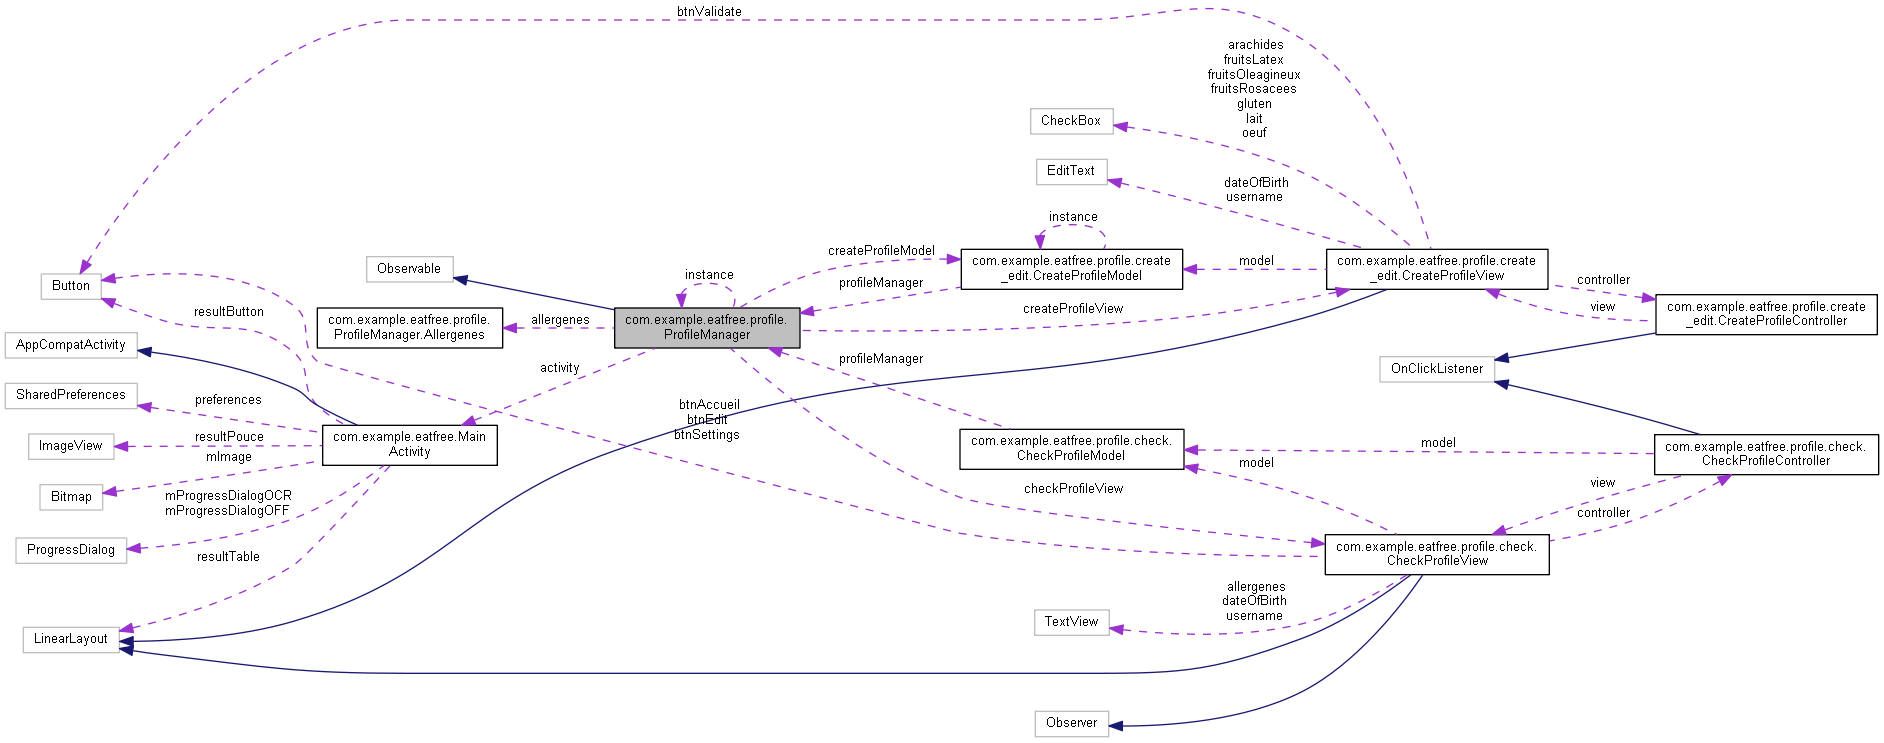 btnValidate
arachides
fruitsLatex
fruitsOleagineux
fruitsRosacees
gluten
lait
oeuf
CheckBox
EditText
dateOfBirth
username
instance
createProfileModel
Observable
instance
com.example.eatfree.profile.create
_edit.CreateProfileModel
model
com.example.eatfree.profile.create
_edit.CreateProfileView
controller
Button
profileManager
resultButton
allergenes
com.example.eatfree.profile.
ProfileManager.Allergenes
com.example.eatfree.profile.
ProfileManager
createProfileView
view
com.example.eatfree.profile.create
_edit.CreateProfileController
AppCompatActivity
activity
profileManager
OnClickListener
SharedPreferences
preferences
btnAccueil
btnEdit
btnSettings
ImageView
resultPouce
com.example.eatfree.Main
Activity
com.example.eatfree.profile.check.
CheckProfileModel
model
model
com.example.eatfree.profile.check.
CheckProfileController
mImage
Bitmap
mProgressDialogOCR
mProgressDialogOFF
checkProfileView
view
controller
ProgressDialog
resultTable
com.example.eatfree.profile.check.
CheckProfileView
allergenes
dateOfBirth
username
TextView
LinearLayout
Observer